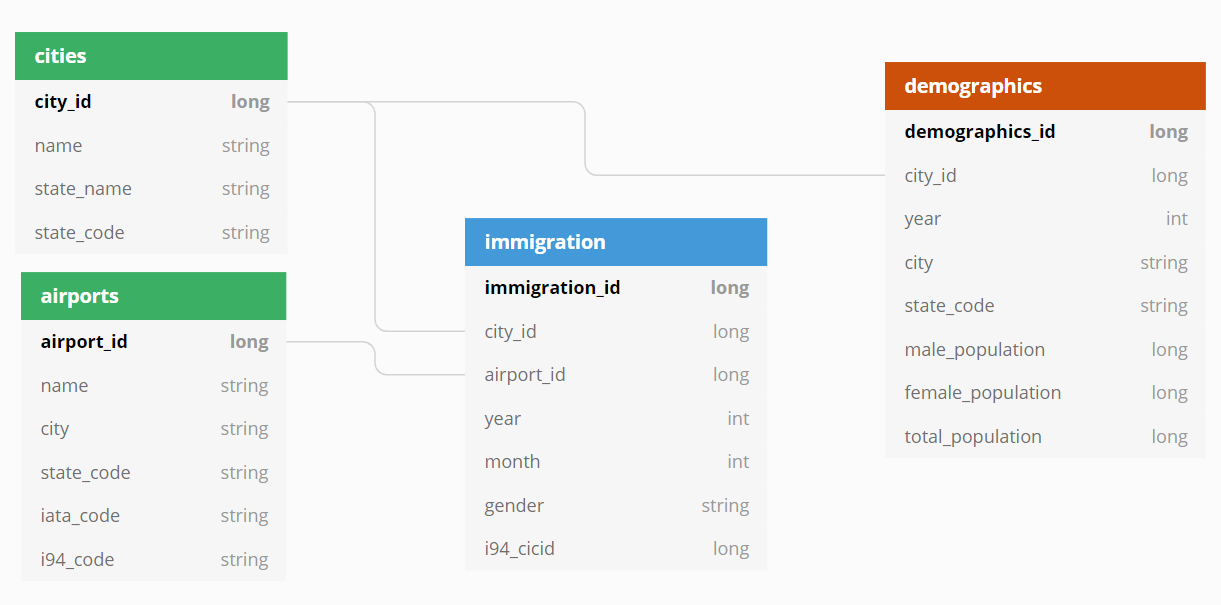 cities
city_id long
name string
state_name string
state_code string
airports
airport_id long
name string
city string
state_code string
iata_code string
i94_code string
immigration
immigration_id long
city_id long
airport_id long
year int
month int
gender string
i94_cicid long
demographics
demographics_id long
city_id long
year int
city string
state_code string
male_population long
female_population long
total_population long